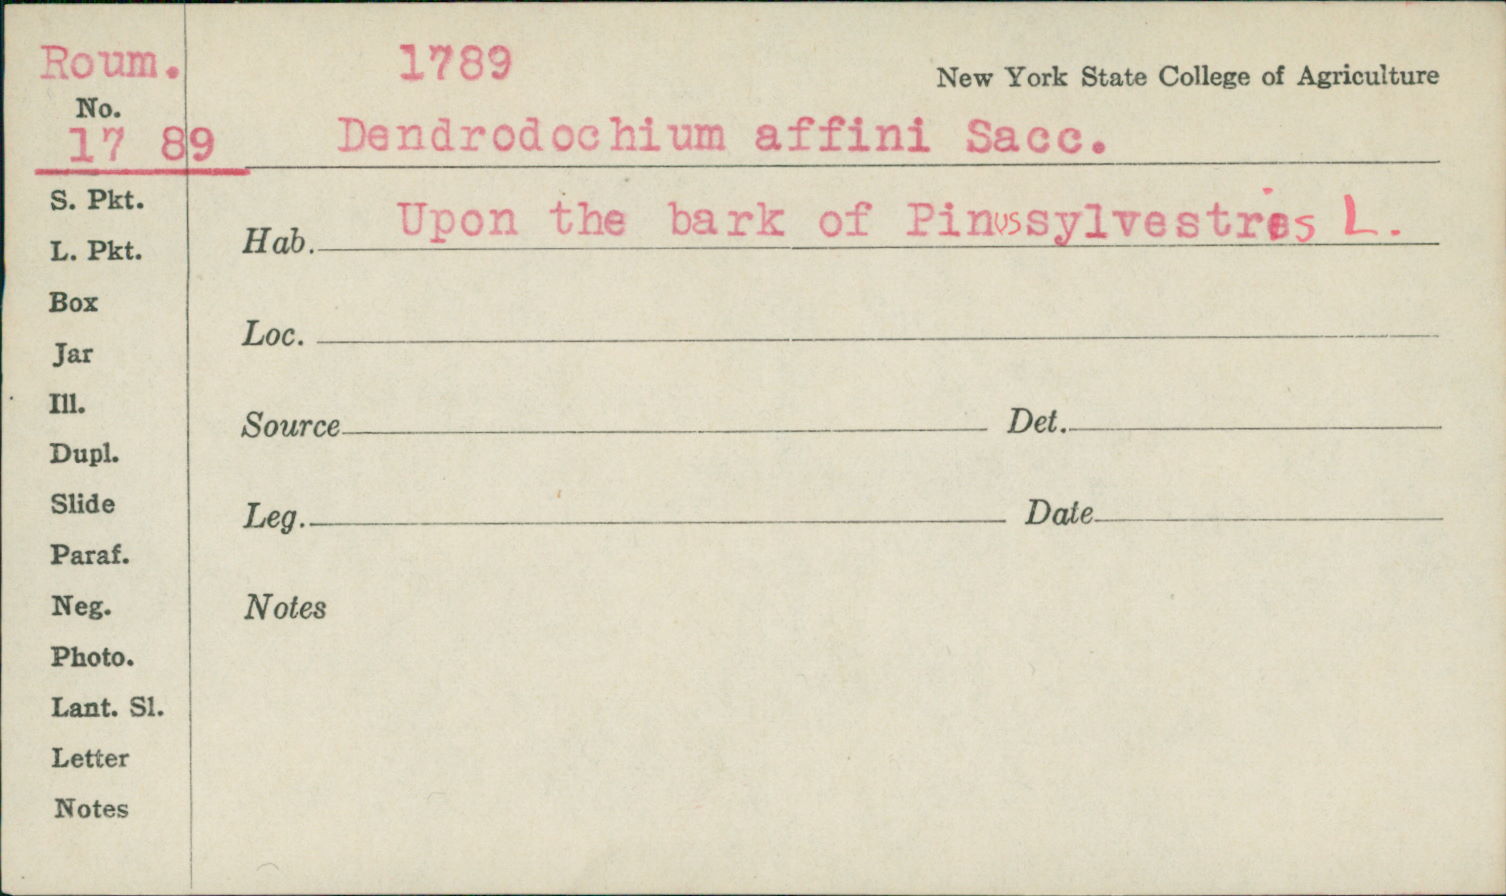 Roum. 1789
New York State College of Agriculture
No.
17 89
Dendrodochium affini Sacc.
S. Pkt.
Hab. Upon the bark of Pinus sylvestris L.
L. Pkt.
Box
Loc.
Jar
Ill.
Source Det.
Dupl.
Slide
Leg. Date
Paraf.
Neg.
Notes
Photo.
Lant. Sl.
Letter
Notes